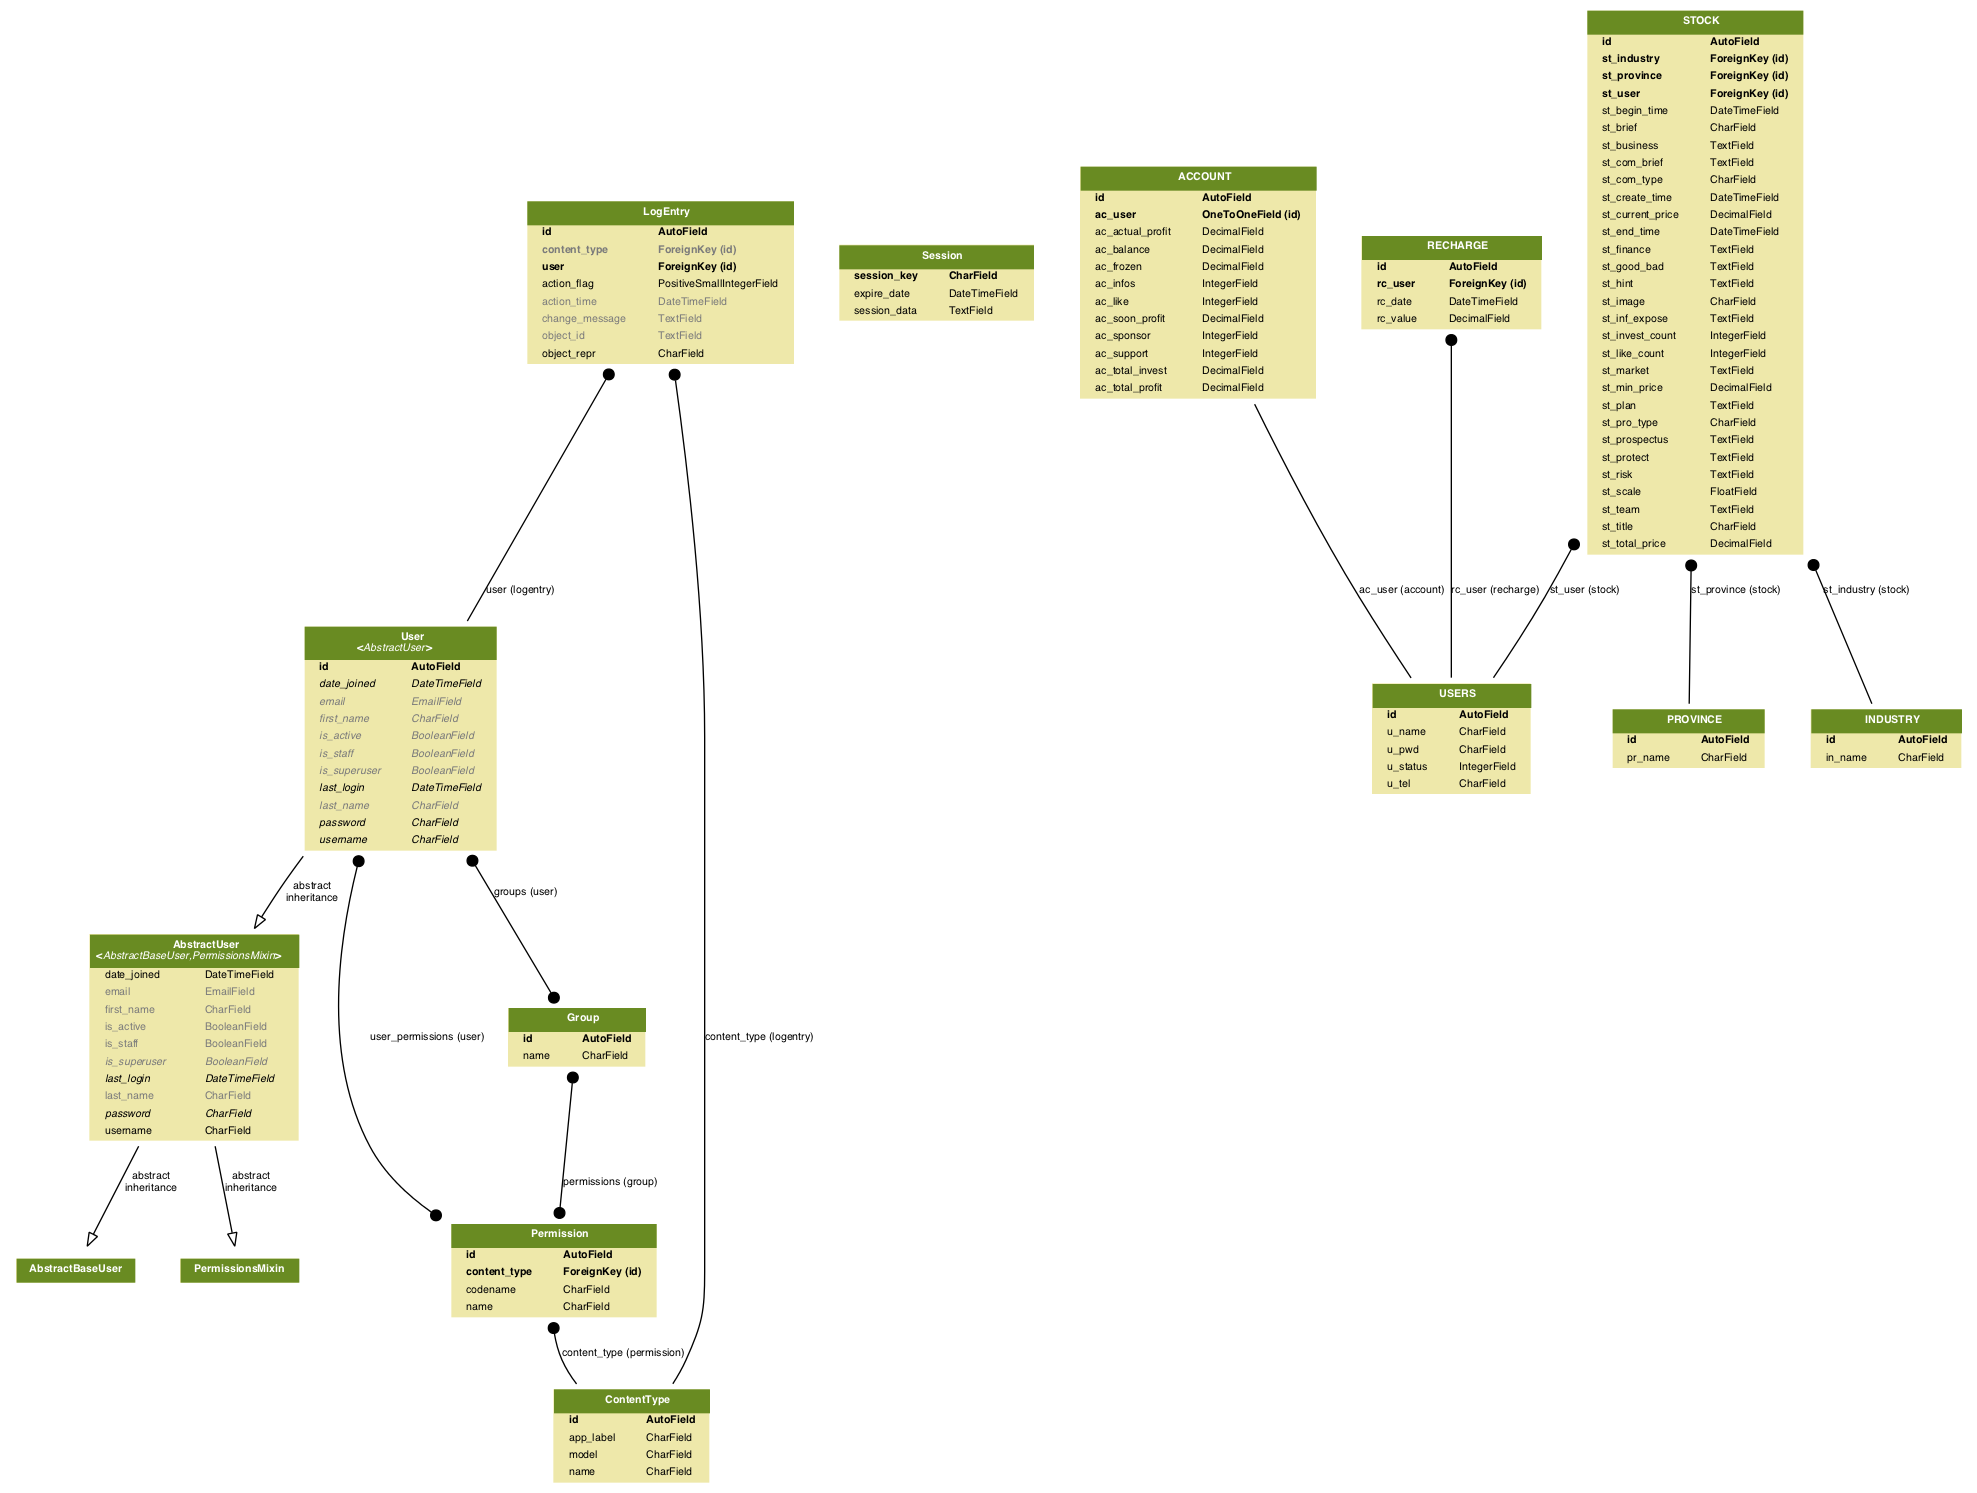 STOCK
id AutoField
st_industry ForeignKey (id)
st_province ForeignKey (id)
st_user ForeignKey (id)
st_begin_time DateTimeField
st_brief CharField
st_business TextField
st_com_brief TextField
st_com_type CharField
st_create_time DateTimeField
st_current_price DecimalField
st_end_time DateTimeField
st_finance TextField
st_good_bad TextField
st_hint TextField
st_image CharField
st_inf_expose TextField
st_invest_count IntegerField
st_like_count IntegerField
st_market TextField
st_min_price DecimalField
st_plan TextField
st_pro_type CharField
st_prospectus TextField
st_protect TextField
st_risk TextField
st_scale FloatField
st_team TextField
st_title CharField
st_total_price DecimalField
ACCOUNT
id AutoField
ac_user OneToOneField (id)
ac_actual_profit DecimalField
ac_balance DecimalField
ac_frozen DecimalField
ac_infos IntegerField
ac_like IntegerField
ac_soon_profit DecimalField
ac_sponsor IntegerField
ac_support IntegerField
ac_total_invest DecimalField
ac_total_profit DecimalField
LogEntry
id AutoField
content_type ForeignKey (id)
user ForeignKey (id)
action_flag PositiveSmallIntegerField
action_time DateTimeField
change_message TextField
object_id TextField
object_repr CharField
Session
session_key CharField
expire_date DateTimeField
session_data TextField
RECHARGE
id AutoField
rc_user ForeignKey (id)
rc_date DateTimeField
rc_value DecimalField
user (logentry)
ac_user (account)
rc_user (recharge)
st_user (stock)
st_province (stock)
st_industry (stock)
User
<AbstractUser>
id AutoField
date_joined DateTimeField
email EmailField
first_name CharField
is_active BooleanField
is_staff BooleanField
is_superuser BooleanField
last_login DateTimeField
last_name CharField
password CharField
username CharField
USERS
id AutoField
u_name CharField
u_pwd CharField
u_status IntegerField
u_tel CharField
PROVINCE
id AutoField
pr_name CharField
INDUSTRY
id AutoField
in_name CharField
abstract
inheritance
groups (user)
AbstractUser
<AbstractBaseUser,PermissionsMixin>
date_joined DateTimeField
email EmailField
first_name CharField
is_active BooleanField
is_staff BooleanField
is_superuser BooleanField
last_login DateTimeField
last_name CharField
password CharField
username CharField
user_permissions (user)
Group
id AutoField
name CharField
content_type (logentry)
abstract
inheritance
abstract
inheritance
permissions (group)
AbstractBaseUser
PermissionsMixin
Permission
id AutoField
content_type ForeignKey (id)
codename CharField
name CharField
content_type (permission)
ContentType
id AutoField
app_label CharField
model CharField
name CharField